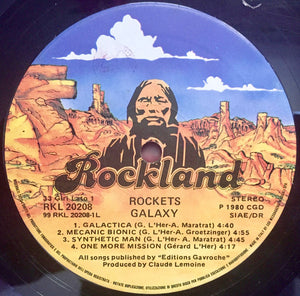 Rockland
33 Giri Lato 1
RKL 20208
99 RKL 20208-1L
ROCKETS
GALAXY
STEREO
P 1980 CGD
SIAE/DR
1. GALACTICA (G. L'Her-A. Maratrat) 4:40
2. MECANIC BIONIC (G. L'Her-A. Groetzinger) 4:50
3. SYNTHETIC MAN (G. L'Her-A. Maratrat) 4:45
4. ONE MORE MISSION (Gérard L'Her) 4:40
All songs published by "Editions Gavroche"
Produced by Claude Lemoine